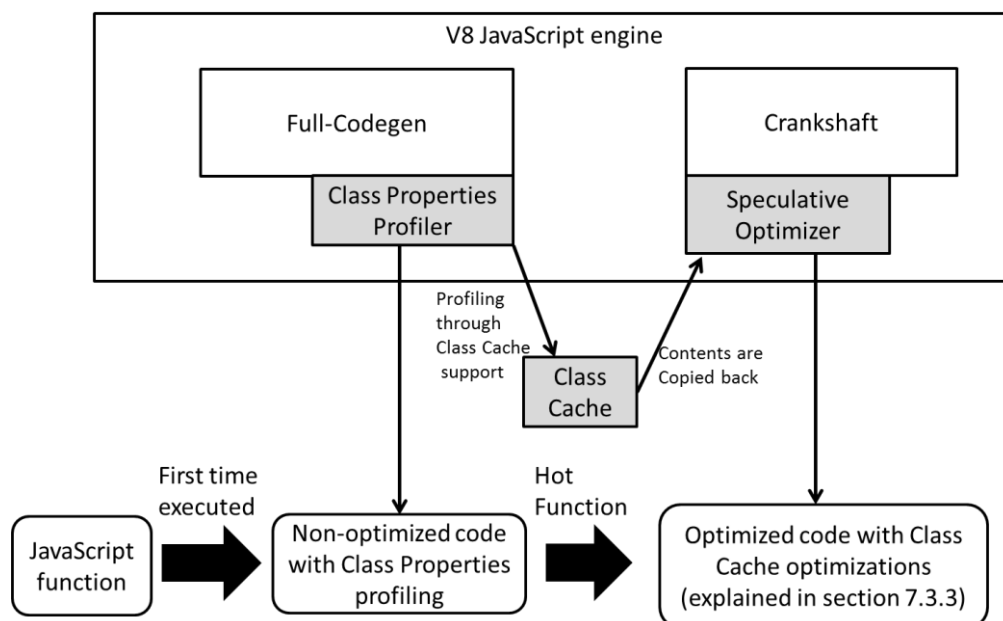 V8 JavaScript engine
Full-Codegen
Crankshaft
Class Properties
Profiler
Speculative
Optimizer
Profiling
through
Class Cache
support
Class
Cache
Contents are
Copied back
First time
executed
Hot
Function
JavaScript
function
Non-optimized code
with Class Properties
profiling
Optimized code with Class
Cache optimizations
(explained in section 7.3.3)